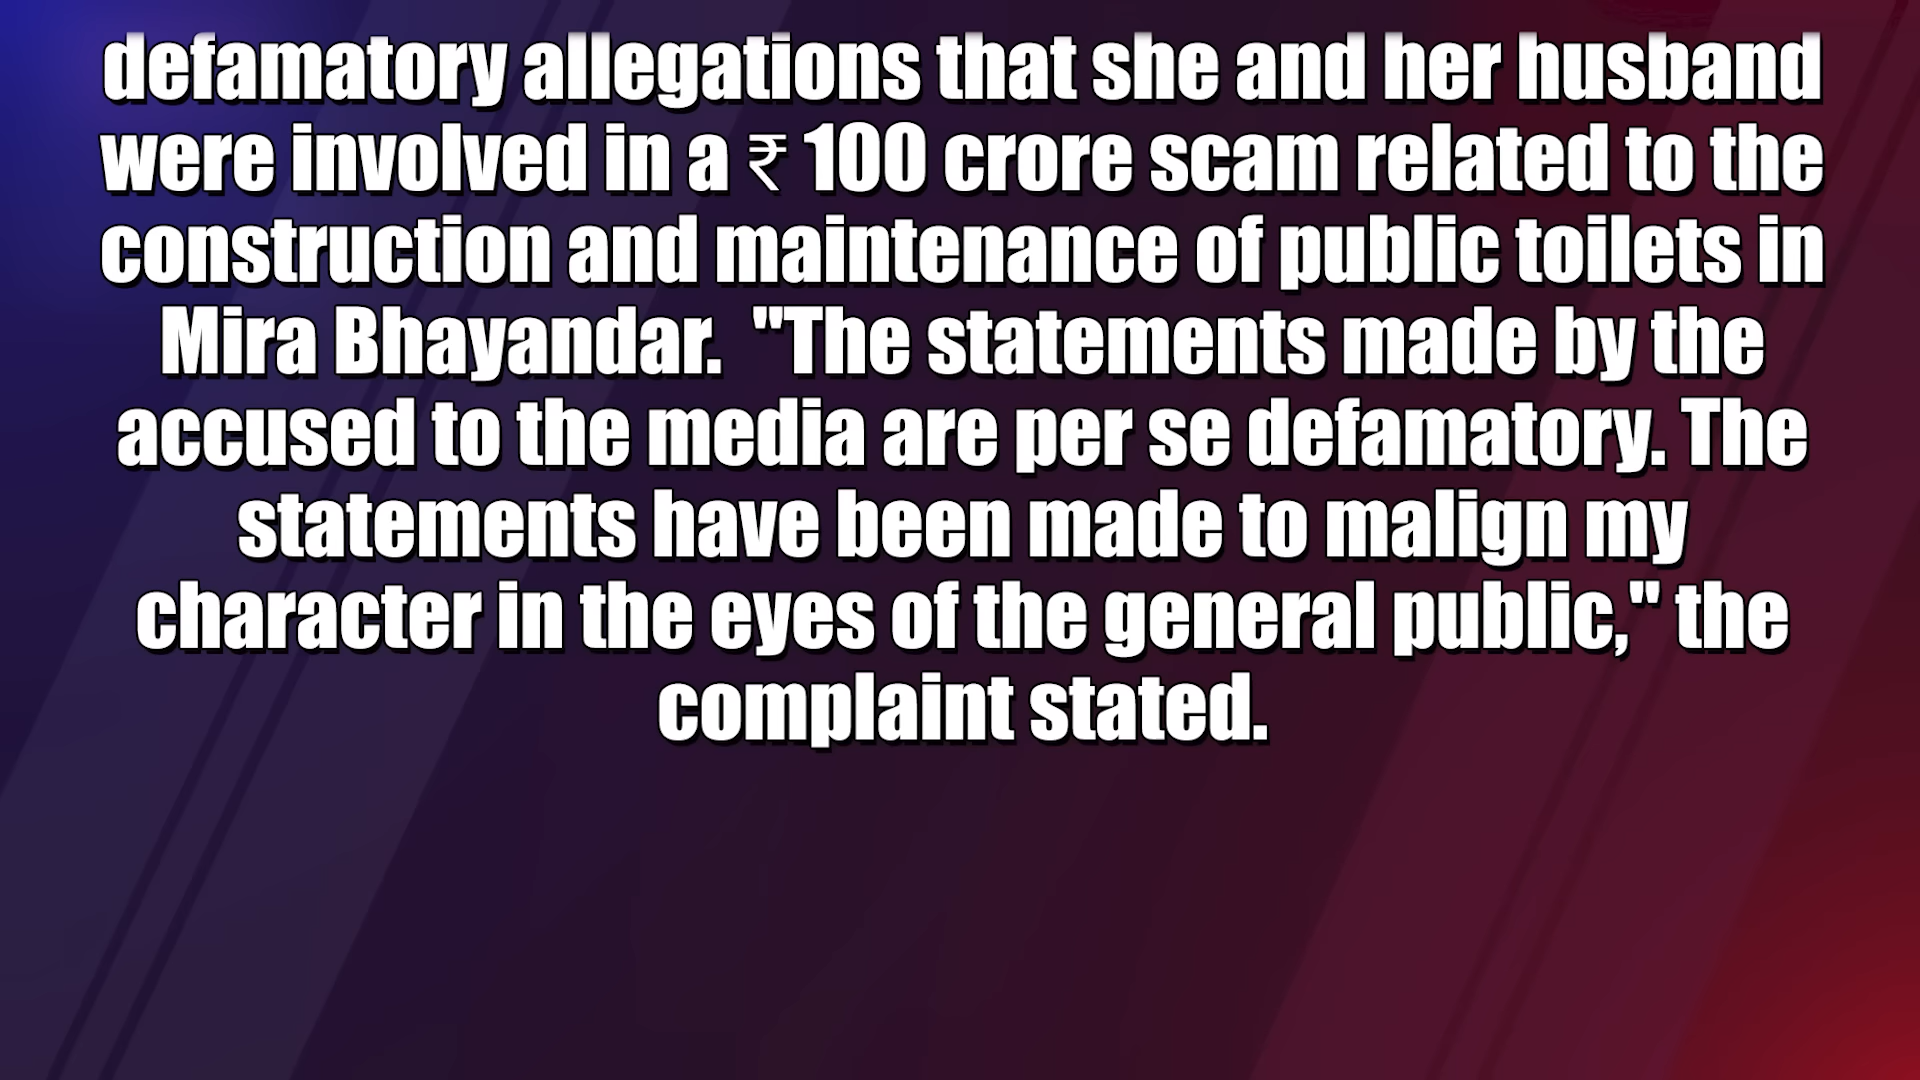 defamatory allegations that she and her husband
were involved in a ₹ 100 crore scam related to the
construction and maintenance of public toilets in
Mira Bhayandar.  "The statements made by the
accused to the media are per se defamatory. The
statements have been made to malign my
character in the eyes of the general public," the
complaint stated.